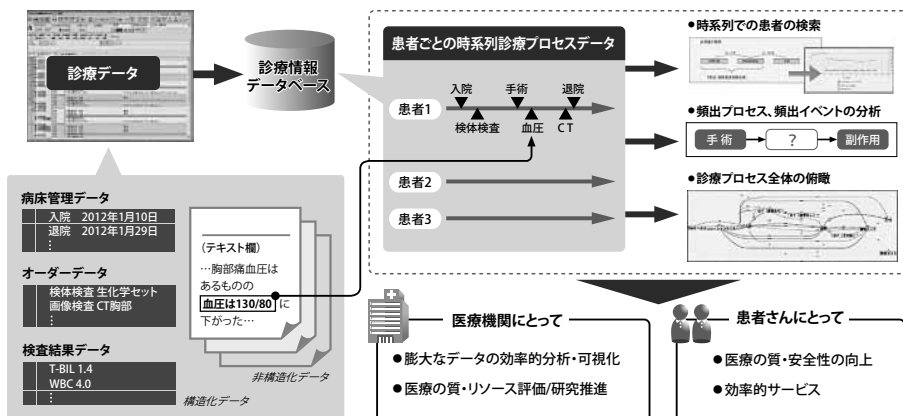 診療データ
診療情報
データベース
患者ごとの時系列診療プロセスデータ
患者1
入院
手術
退院
検体検査
血圧
CT
患者2
患者3
●時系列での患者の検索
●頻出プロセス、頻出イベントの分析
手術
?
副作用
●診療プロセス全体の俯瞰
病床管理データ
入院 2012年1月10日
退院 2012年1月29日
⋮
オーダーデータ
検体検査 生化学セット
画像検査 CT胸部
⋮
検査結果データ
T-BIL 1.4
WBC 4.0
⋮
構造化データ
(テキスト欄)
…胸部痛血圧は
あるものの
血圧は130/80 に
下がった…
非構造化データ
医療機関にとって
●膨大なデータの効率的分析・可視化
●医療の質・リソース評価/研究推進
患者さんにとって
●医療の質・安全性の向上
●効率的サービス